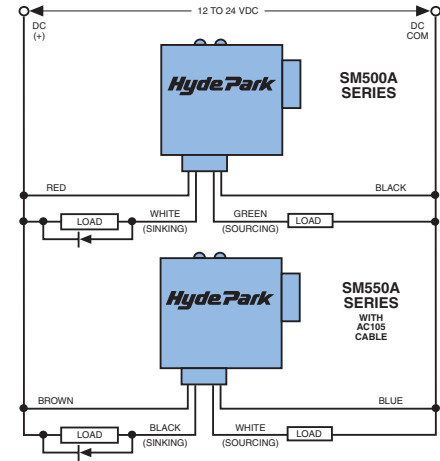 12 TO 24 VDC
DC
(+)
DC
COM
HydePark
SM500A
SERIES
RED
BLACK
LOAD
WHITE
(SINKING)
GREEN
(SOURCING)
LOAD
HydePark
SM550A
SERIES
WITH
AC105
CABLE
BROWN
BLUE
LOAD
BLACK
(SINKING)
WHITE
(SOURCING)
LOAD